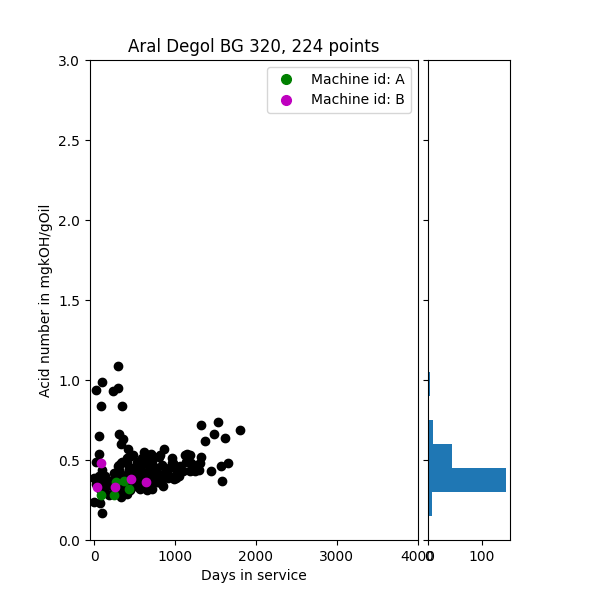 Aral Degol BG 320, 224 points
Machine id: A
Machine id: B
3.0
2.5
2.0
1.5
1.0
0.5
0.0
Acid number in mgkOH/gOil
0 1000 2000 3000 4000
0 100
Days in service